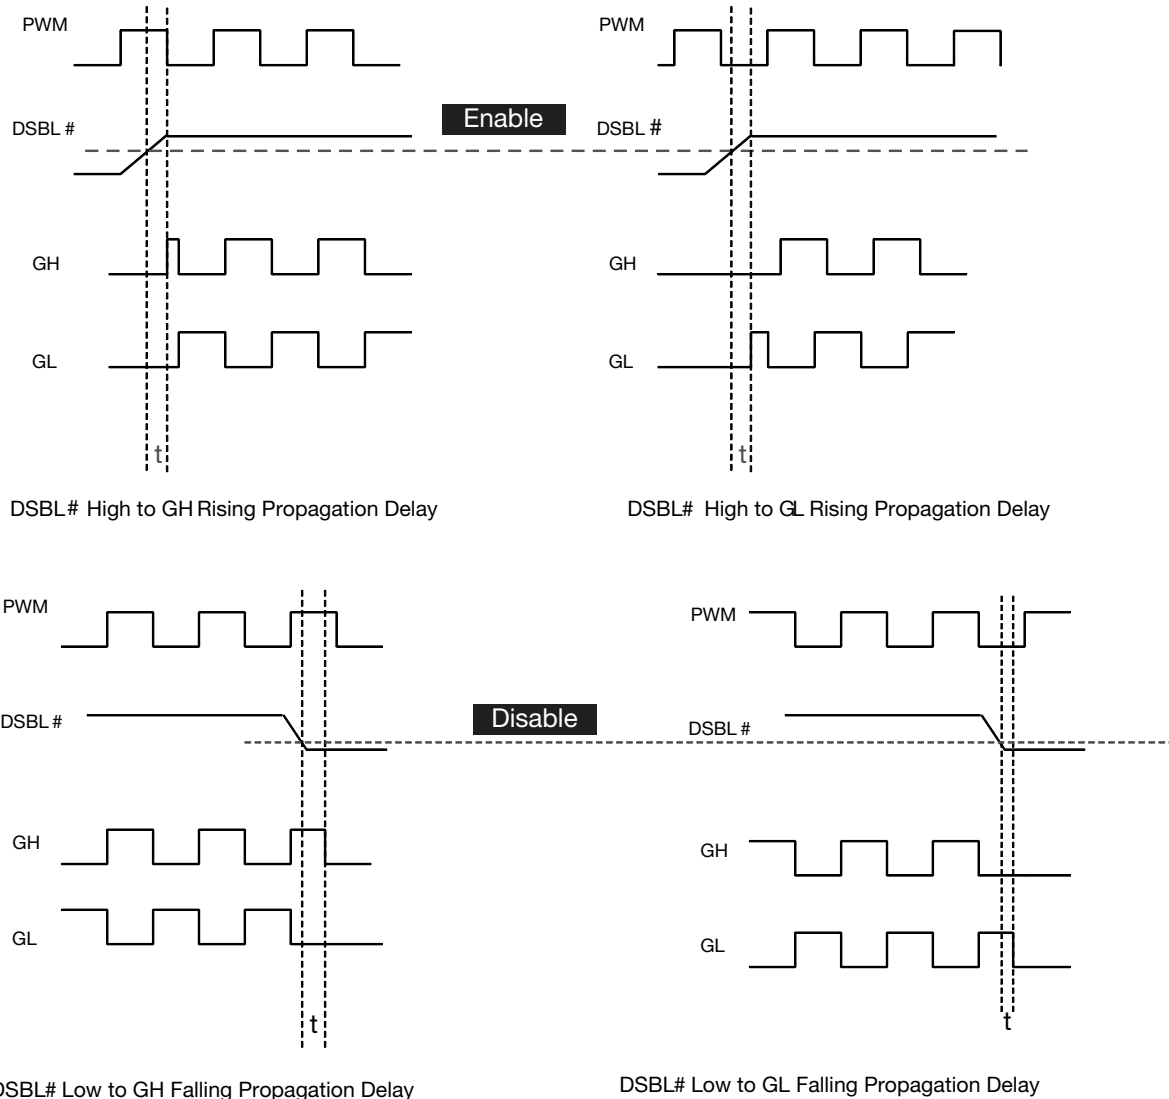 PWM
PWM
DSBL #
Enable
DSBL #
GH
GH
GL
GL
t
t
DSBL# High to GH Rising Propagation Delay
DSBL# High to GL Rising Propagation Delay
PWM
PWM
DSBL #
Disable
DSBL #
GH
GH
GL
GL
t
t
DSBL# Low to GH Falling Propagation Delay
DSBL# Low to GL Falling Propagation Delay